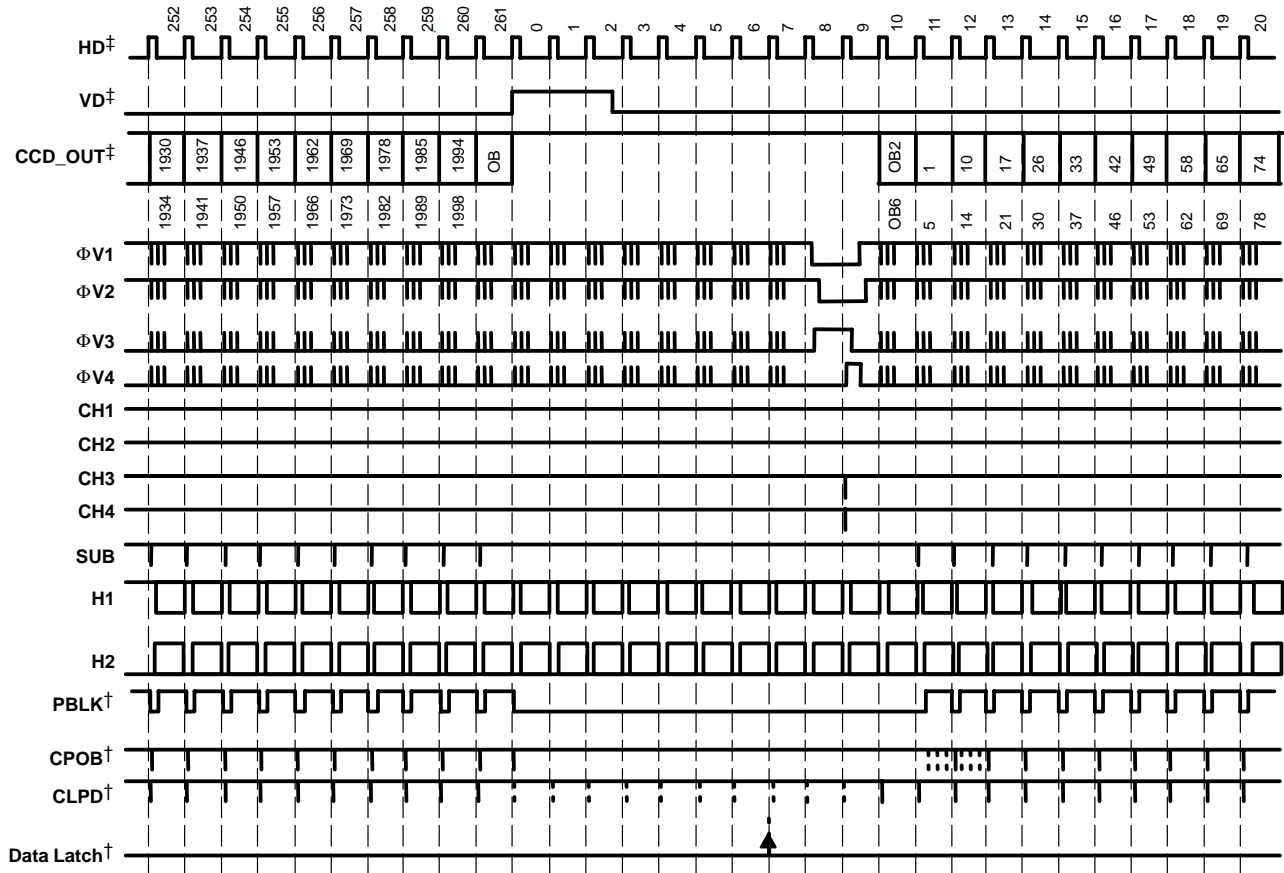 252 253 254 255 256 257 258 259 260 261 0 1 2 3 4 5 6 7 8 9 10 11 12 13 14 15 16 17 18 19 20
HD‡
VD‡
CCD_OUT‡ 1930 1937 1946 1953 1962 1969 1978 1985 1994 OB OB2 1 10 17 26 33 42 49 58 65 74
1934 1941 1950 1957 1966 1973 1982 1989 1998 OB6 5 14 21 30 37 46 53 62 69 78
ΦV1
ΦV2
ΦV3
ΦV4
CH1
CH2
CH3
CH4
SUB
H1
H2
PBLK†
CPOB†
CLPD†
Data Latch†